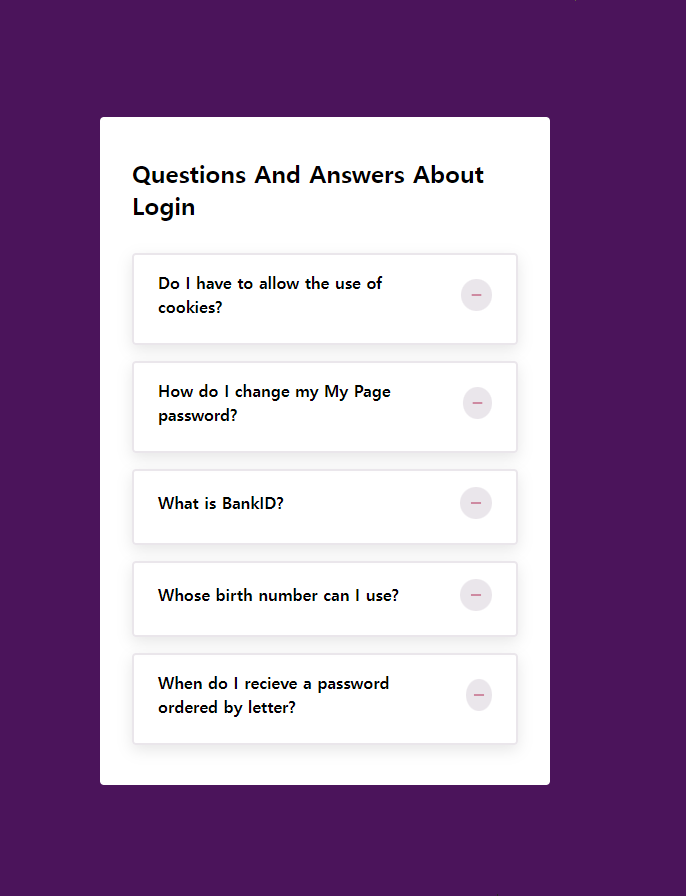 Questions And Answers About
Login
Do I have to allow the use of
cookies?
How do I change my My Page
password?
What is BankID?
Whose birth number can I use?
When do I recieve a password
ordered by letter?